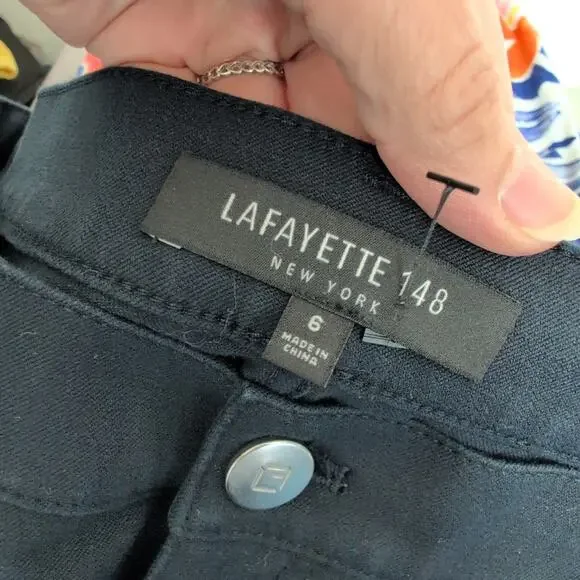 LAFAYETTE 148
NEW YORK
6
MADE IN
CHINA